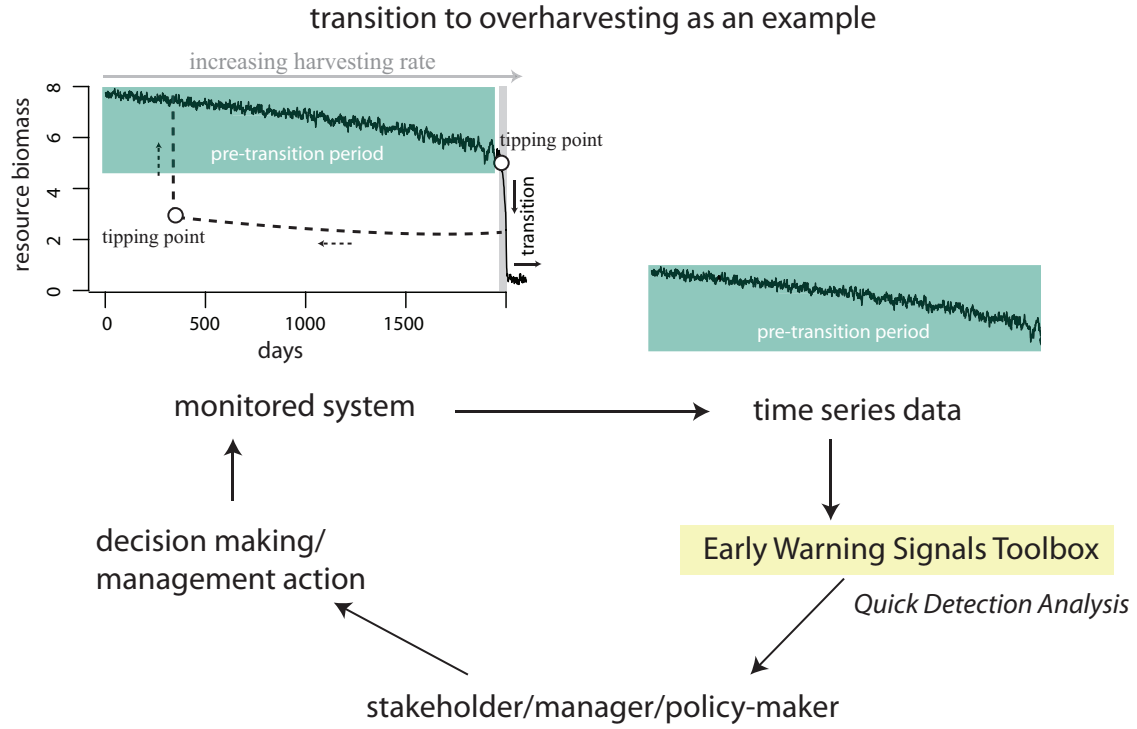 transition to overharvesting as an example
increasing harvesting rate
resource biomass
8
6
4
2
0
pre-transition period
tipping point
tipping point
transition
0
500
1000
1500
days
pre-transition period
monitored system
time series data
decision making/
management action
Early Warning Signals Toolbox
Quick Detection Analysis
stakeholder/manager/policy-maker